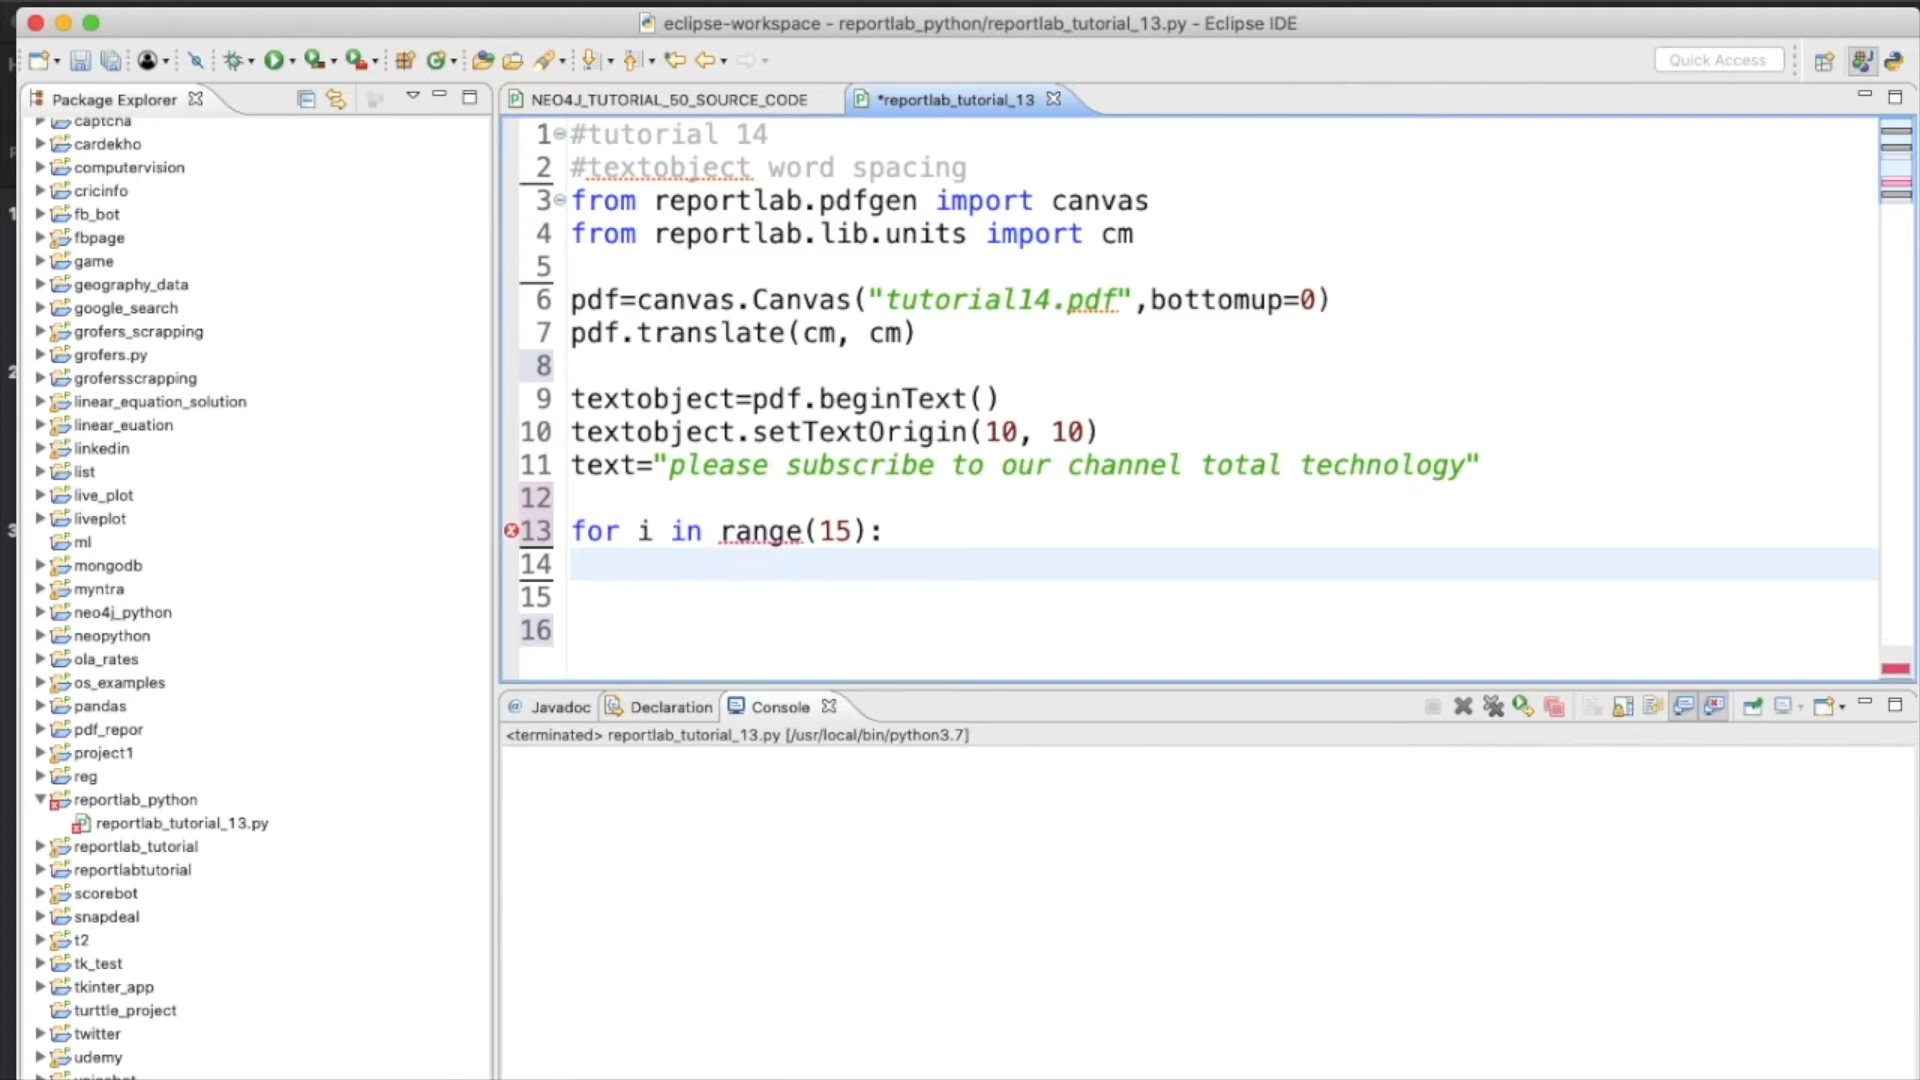 eclipse-workspace - reportlab_python/reportlab_tutorial_13.py - Eclipse IDE
Quick Access
Package Explorer
captcha
cardekho
computervision
cricinfo
fb_bot
fbpage
game
geography_data
google_search
grofers_scrapping
grofers.py
grofersscrapping
linear_equation_solution
linear_euation
linkedin
list
live_plot
liveplot
ml
mongodb
myntra
neo4j_python
neopython
ola_rates
os_examples
pandas
pdf_repor
project1
reg
reportlab_python
reportlab_tutorial_13.py
reportlab_tutorial
reportlabtutorial
scorebot
snapdeal
t2
tk_test
tkinter_app
turttle_project
twitter
udemy
NEO4J_TUTORIAL_50_SOURCE_CODE
*reportlab_tutorial_13
1 #tutorial 14
2 #textobject word spacing
3 from reportlab.pdfgen import canvas
4 from reportlab.lib.units import cm
5
6 pdf=canvas.Canvas("tutorial14.pdf",bottomup=0)
7 pdf.translate(cm, cm)
8
9 textobject=pdf.beginText()
10 textobject.setTextOrigin(10, 10)
11 text="please subscribe to our channel total technology"
12
13 for i in range(15):
14
15
16
@ Javadoc
Declaration
Console
<terminated> reportlab_tutorial_13.py [/usr/local/bin/python3.7]